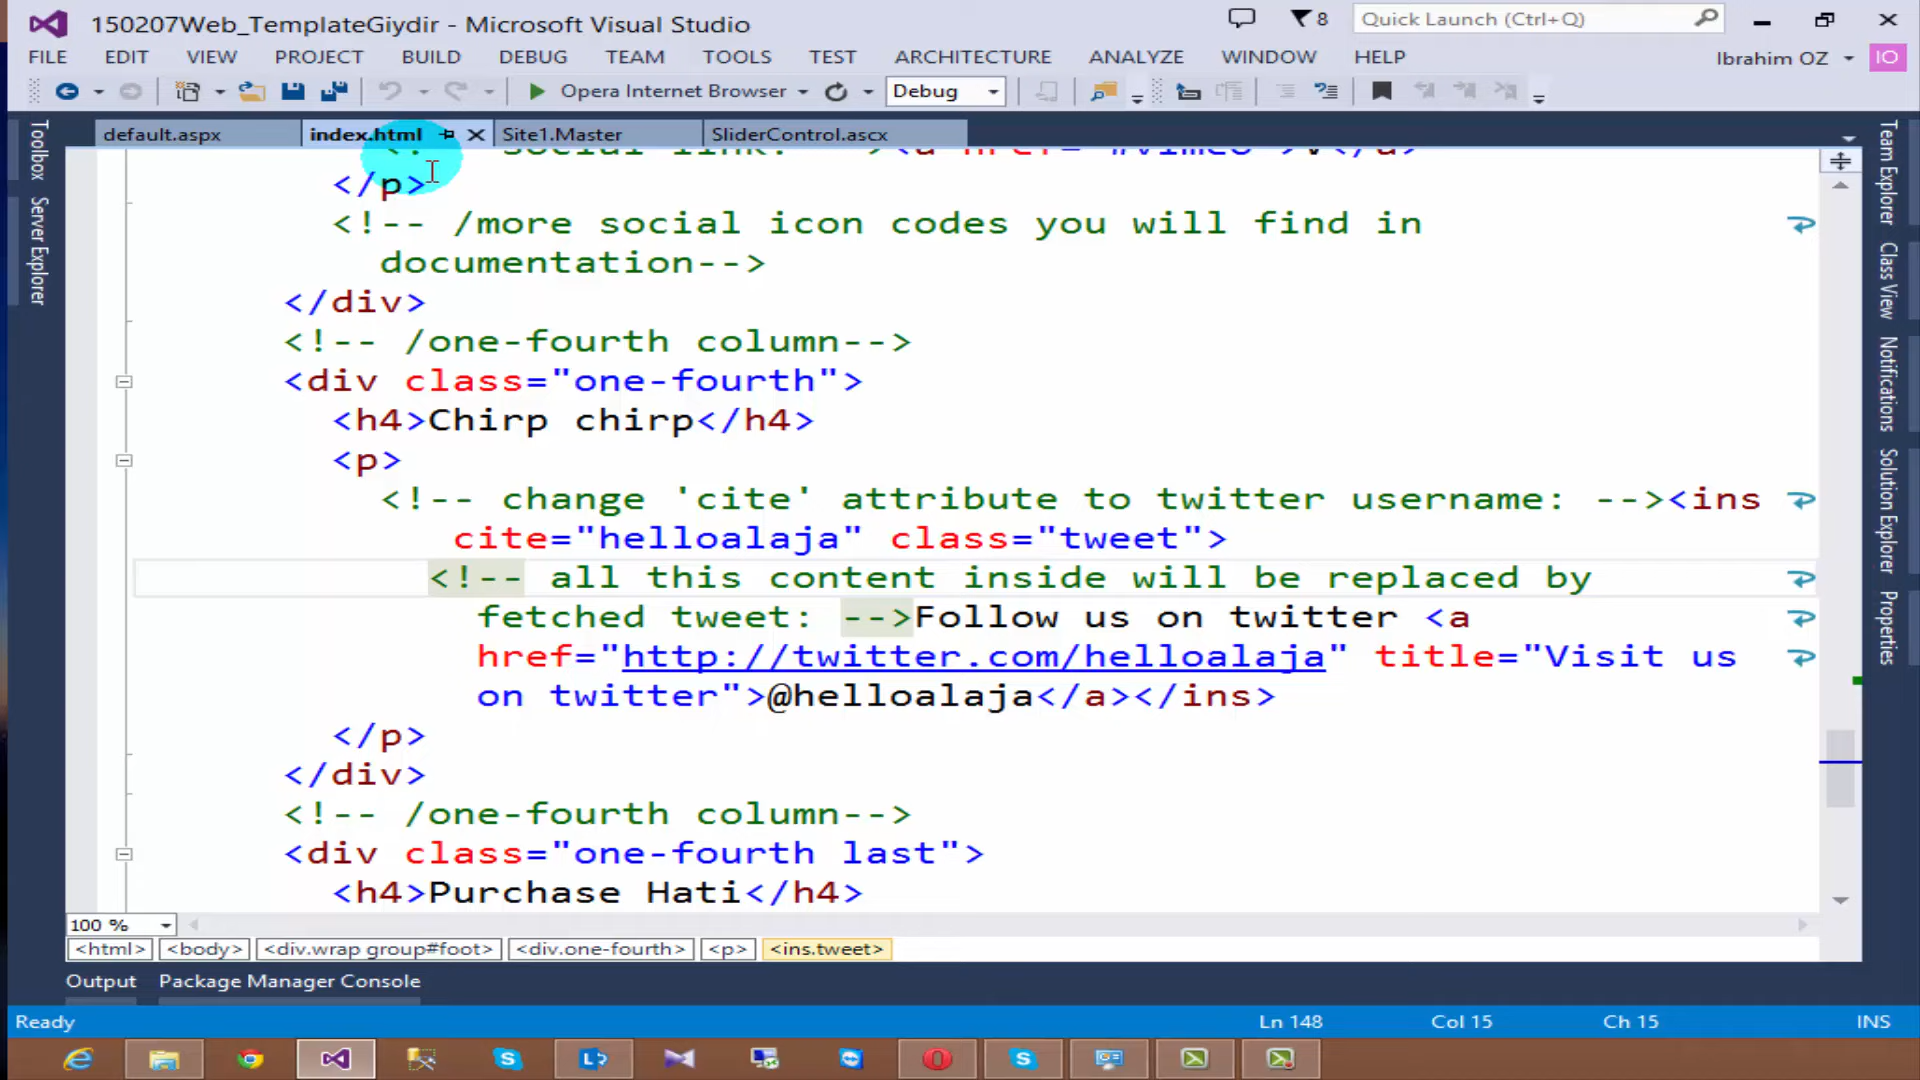 150207Web_TemplateGiydir - Microsoft Visual Studio
8
Quick Launch (Ctrl+Q)
FILE EDIT VIEW PROJECT BUILD DEBUG TEAM TOOLS TEST ARCHITECTURE ANALYZE WINDOW HELP
Ibrahim OZ
IO
Opera Internet Browser
Debug
default.aspx
index.html
Site1.Master
SliderControl.ascx
Toolbox
Server Explorer
</p>
<!-- /more social icon codes you will find in
documentation-->
</div>
<!-- /one-fourth column-->
<div class="one-fourth">
<h4>Chirp chirp</h4>
<p>
<!-- change 'cite' attribute to twitter username: --><ins
cite="helloalaja" class="tweet">
<!-- all this content inside will be replaced by
fetched tweet: -->Follow us on twitter <a
href="http://twitter.com/helloalaja" title="Visit us
on twitter">@helloalaja</a></ins>
</p>
</div>
<!-- /one-fourth column-->
<div class="one-fourth last">
<h4>Purchase Hati</h4>
Team Explorer
Class View
Notifications
Solution Explorer
Properties
100 %
<html> <body> <div.wrap group#foot> <div.one-fourth> <p> <ins.tweet>
Output Package Manager Console
Ready
Ln 148 Col 15 Ch 15 INS